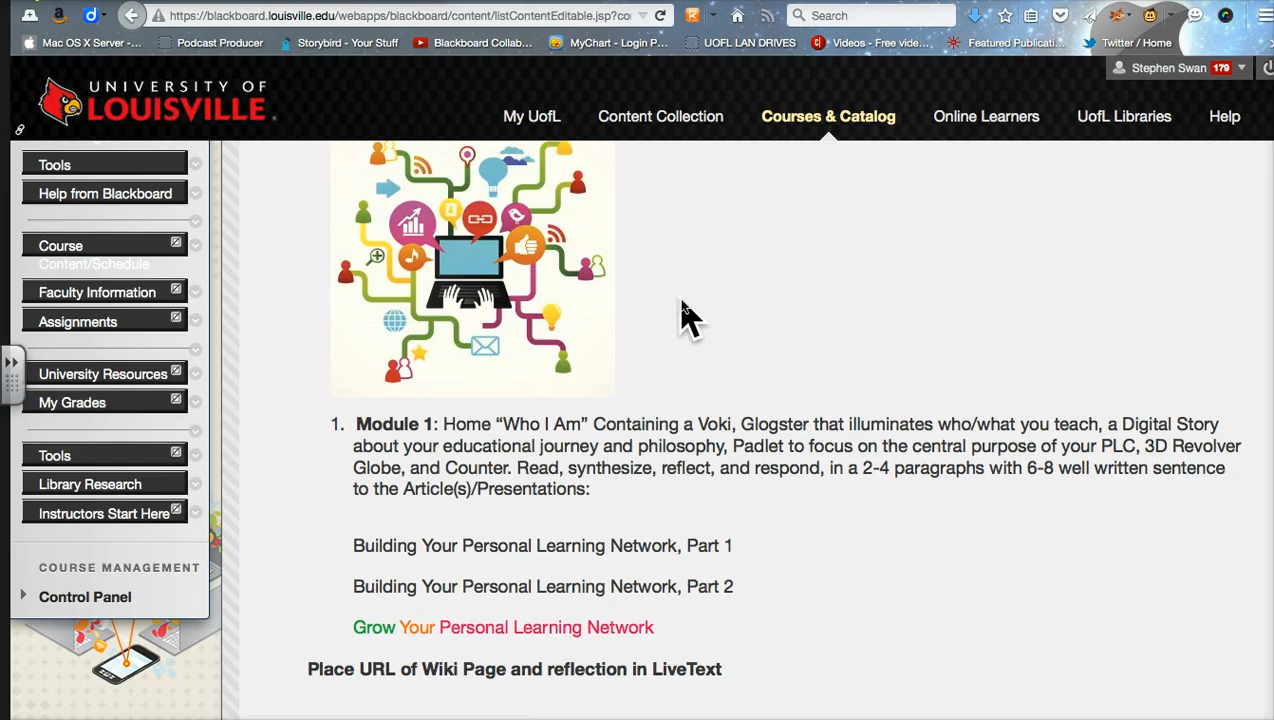 https://blackboard.louisville.edu/webapps/blackboard/content/listContentEditable.jsp?coi
Search
Mac OS X Server -...
Podcast Producer
Storybird - Your Stuff
Blackboard Collab...
MyChart - Login P...
UOFL LAN DRIVES
Videos - Free vide...
Featured Publicati...
Twitter / Home
Stephen Swan 179
UNIVERSITY OF
LOUISVILLE.
My UofL
Content Collection
Courses & Catalog
Online Learners
UofL Libraries
Help
Tools
Help from Blackboard
Course
Content/Schedule
Faculty Information
Assignments
University Resources
My Grades
Tools
Library Research
Instructors Start Here
COURSE MANAGEMENT
Control Panel
1. Module 1: Home “Who I Am” Containing a Voki, Glogster that illuminates who/what you teach, a Digital Story
about your educational journey and philosophy, Padlet to focus on the central purpose of your PLC, 3D Revolver
Globe, and Counter. Read, synthesize, reflect, and respond, in a 2-4 paragraphs with 6-8 well written sentence
to the Article(s)/Presentations:
Building Your Personal Learning Network, Part 1
Building Your Personal Learning Network, Part 2
Grow Your Personal Learning Network
Place URL of Wiki Page and reflection in LiveText